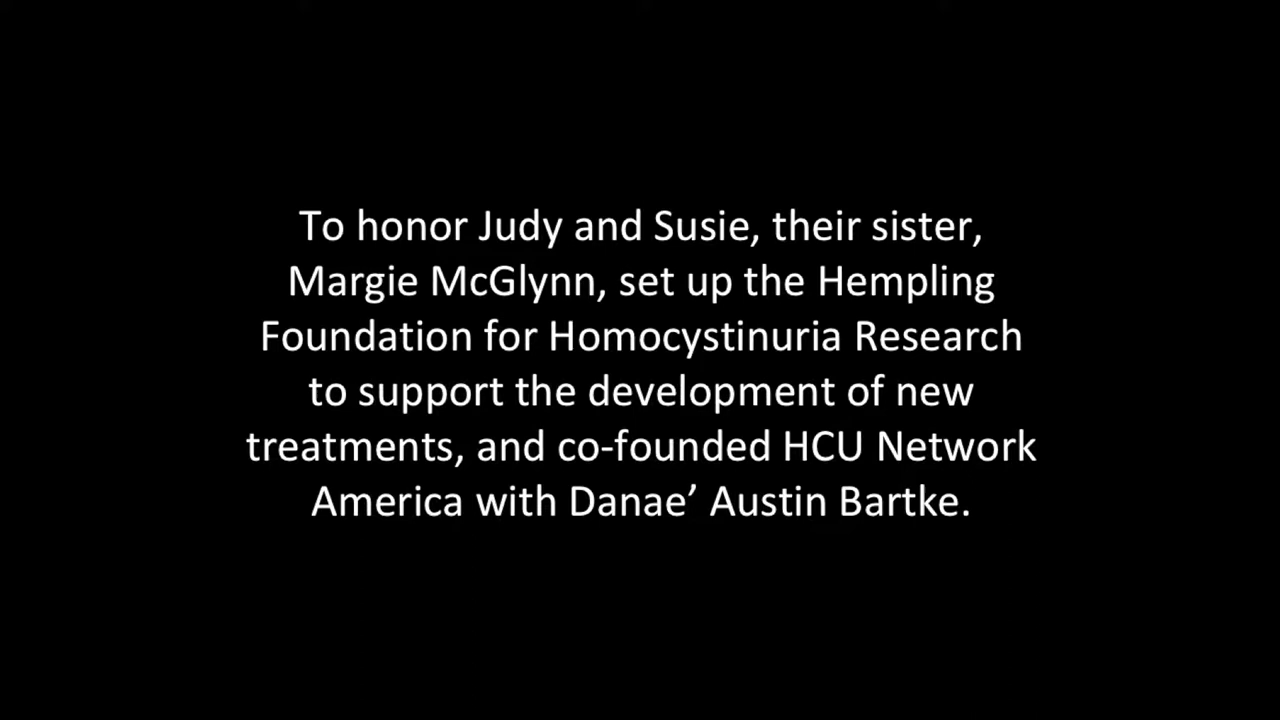 To honor Judy and Susie, their sister,
Margie McGlynn, set up the Hempling
Foundation for Homocystinuria Research
to support the development of new
treatments, and co-founded HCU Network
America with Danae’ Austin Bartke.